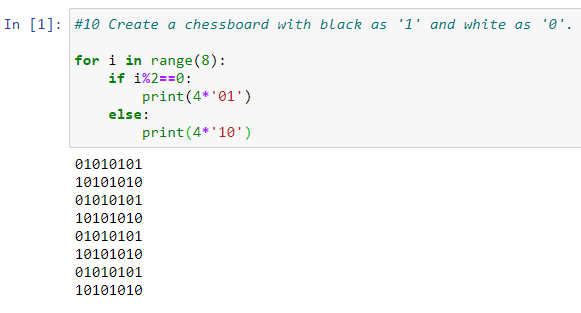 In [1]: #10 Create a chessboard with black as '1' and white as '0'.
for i in range(8):
    if i%2==0:
        print(4*'01')
    else:
        print(4*'10')
01010101
10101010
01010101
10101010
01010101
10101010
01010101
10101010